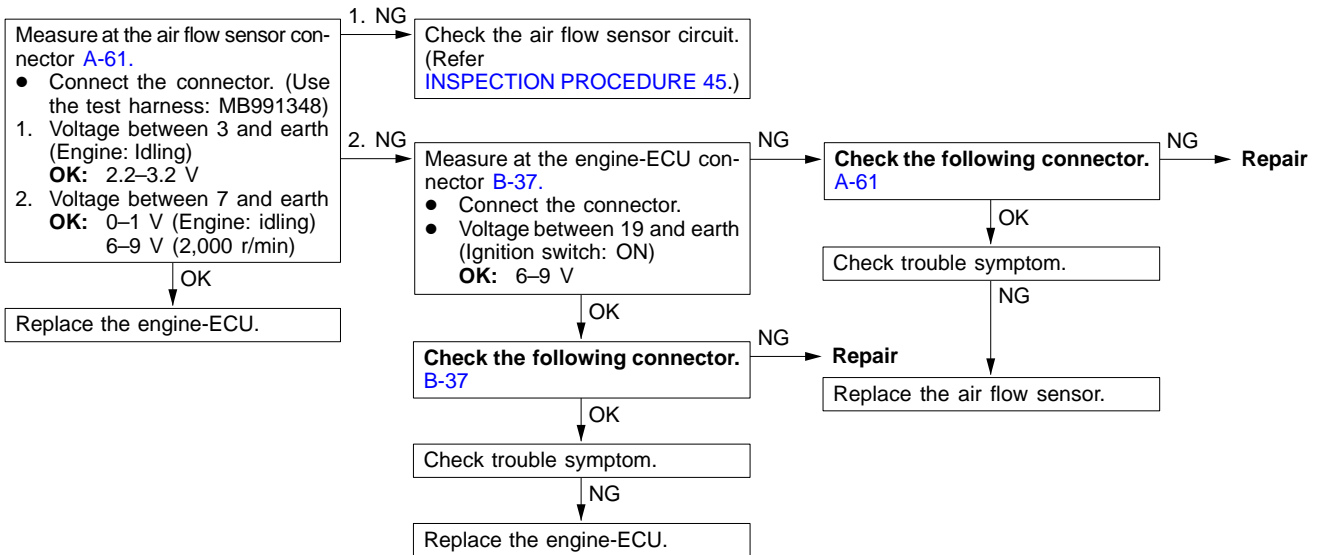 1. NG
Measure at the air flow sensor con-
nector A-61.
● Connect the connector. (Use
the test harness: MB991348)
1. Voltage between 3 and earth
(Engine: Idling)
OK: 2.2–3.2 V
2. Voltage between 7 and earth
OK: 0–1 V (Engine: idling)
6–9 V (2,000 r/min)
Check the air flow sensor circuit.
(Refer
INSPECTION PROCEDURE 45.)
2. NG
OK
Replace the engine-ECU.
Measure at the engine-ECU con-
nector B-37.
● Connect the connector.
● Voltage between 19 and earth
(Ignition switch: ON)
OK: 6–9 V
NG
Check the following connector.
A-61
NG
Repair
OK
Check trouble symptom.
NG
Replace the air flow sensor.
OK
Check the following connector.
B-37
NG
Repair
OK
Check trouble symptom.
NG
Replace the engine-ECU.